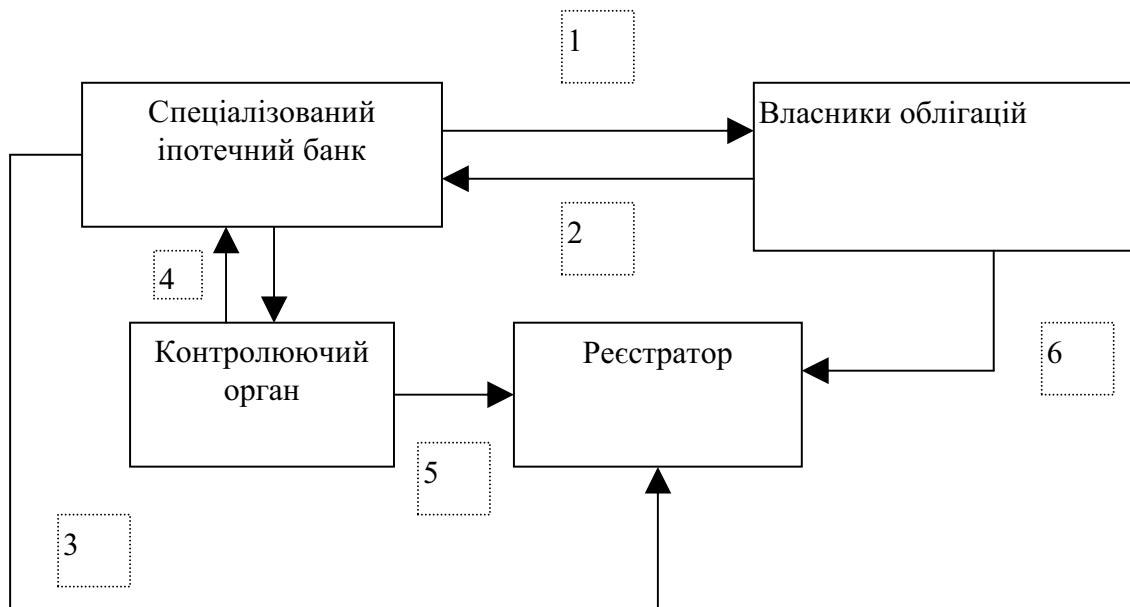 1
Спеціалізований
іпотечний банк
Власники облігацій
2
4
Контролюючий
орган
Реєстратор
6
5
3